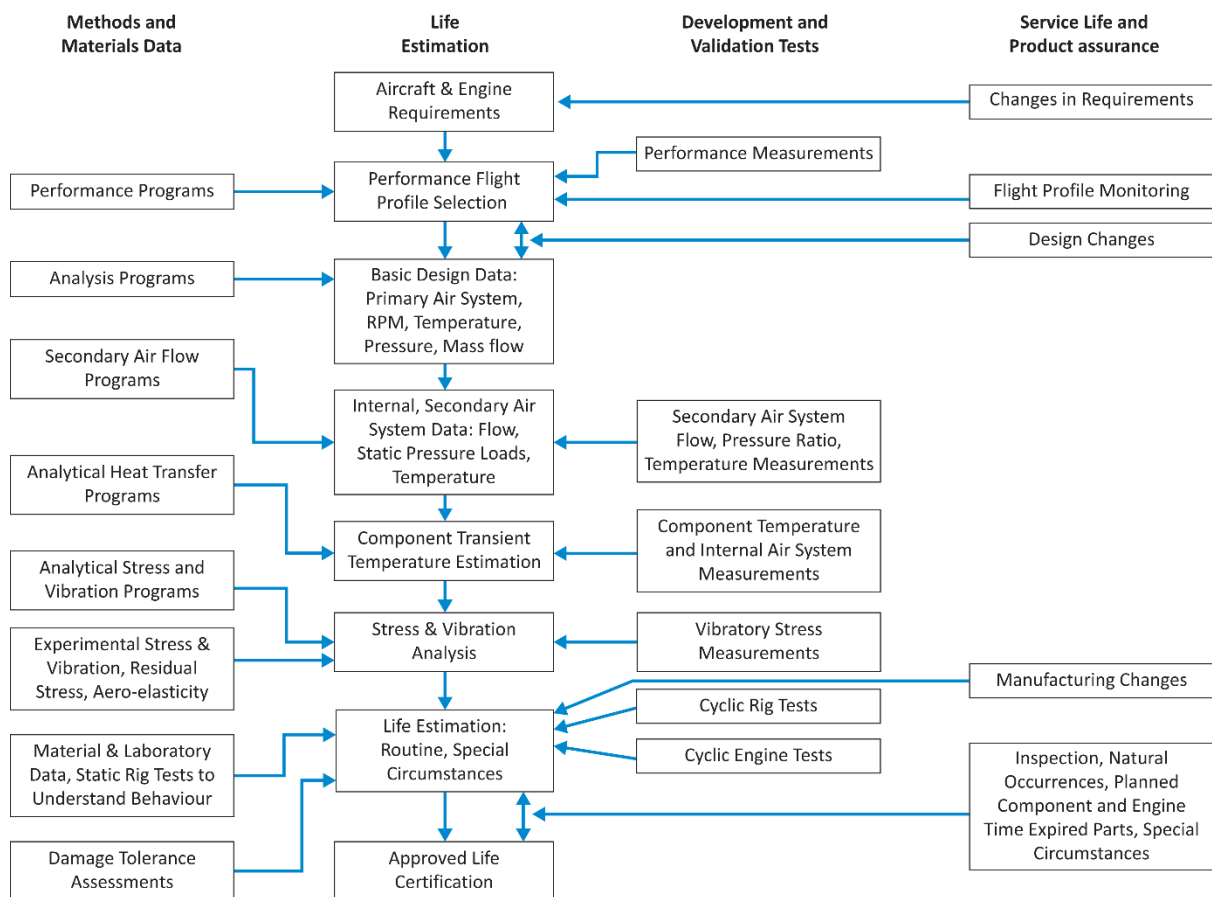 Methods and
Materials Data
Life
Estimation
Development and
Validation Tests
Service Life and
Product assurance
Aircraft & Engine
Requirements
Changes in Requirements
Performance Measurements
Performance Programs
Performance Flight
Profile Selection
Flight Profile Monitoring
Design Changes
Analysis Programs
Basic Design Data:
Primary Air System,
RPM, Temperature,
Pressure, Mass flow
Secondary Air Flow
Programs
Internal, Secondary Air
System Data: Flow,
Static Pressure Loads,
Temperature
Secondary Air System
Flow, Pressure Ratio,
Temperature Measurements
Analytical Heat Transfer
Programs
Component Transient
Temperature Estimation
Component Temperature
and Internal Air System
Measurements
Analytical Stress and
Vibration Programs
Stress & Vibration
Analysis
Vibratory Stress
Measurements
Experimental Stress &
Vibration, Residual
Stress, Aero-elasticity
Manufacturing Changes
Cyclic Rig Tests
Life Estimation:
Routine, Special
Circumstances
Cyclic Engine Tests
Material & Laboratory
Data, Static Rig Tests to
Understand Behaviour
Inspection, Natural
Occurrences, Planned
Component and Engine
Time Expired Parts, Special
Circumstances
Damage Tolerance
Assessments
Approved Life
Certification